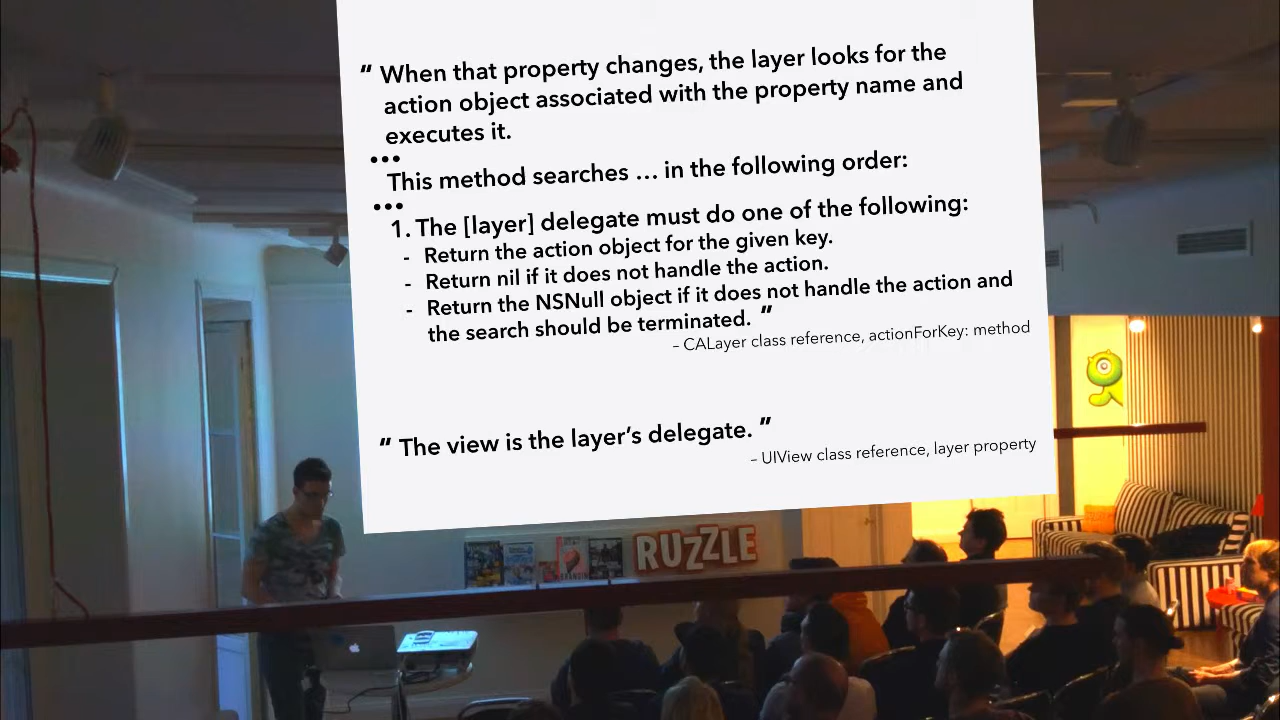 “ When that property changes, the layer looks for the
action object associated with the property name and
executes it.
•••
This method searches … in the following order:
•••
1. The [layer] delegate must do one of the following:
- Return the action object for the given key.
- Return nil if it does not handle the action.
- Return the NSNull object if it does not handle the action and
the search should be terminated. ”
– CALayer class reference, actionForKey: method
“ The view is the layer’s delegate. ”
– UIView class reference, layer property
RUZZLE